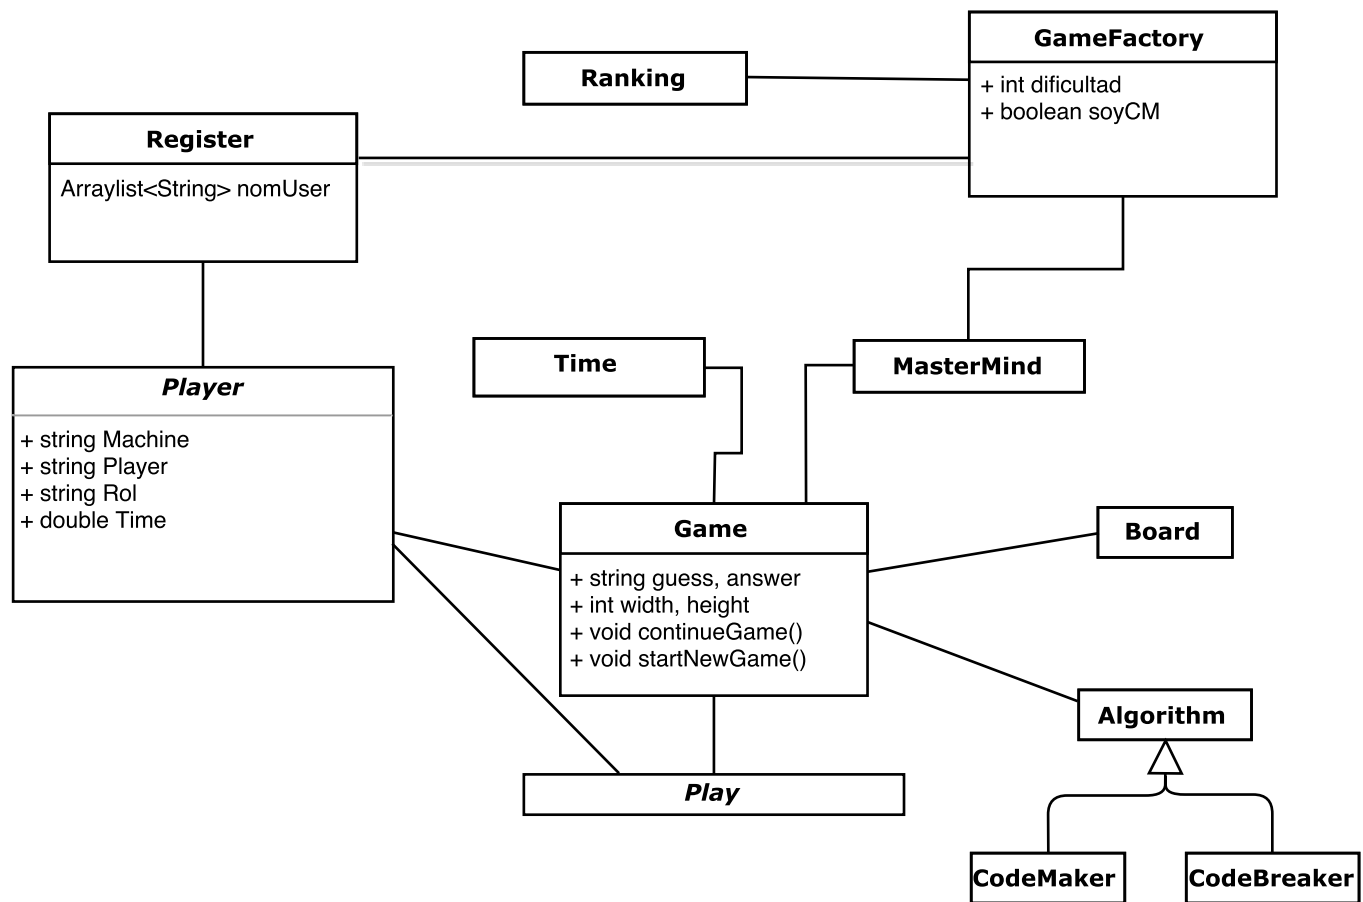 GameFactory
+ int dificultad
+ boolean soyCM
Ranking
Register
Arraylist<String> nomUser
Time
MasterMind
Player
+ string Machine
+ string Player
+ string Rol
+ double Time
Game
+ string guess, answer
+ int width, height
+ void continueGame()
+ void startNewGame()
Board
Algorithm
Play
CodeMaker
CodeBreaker